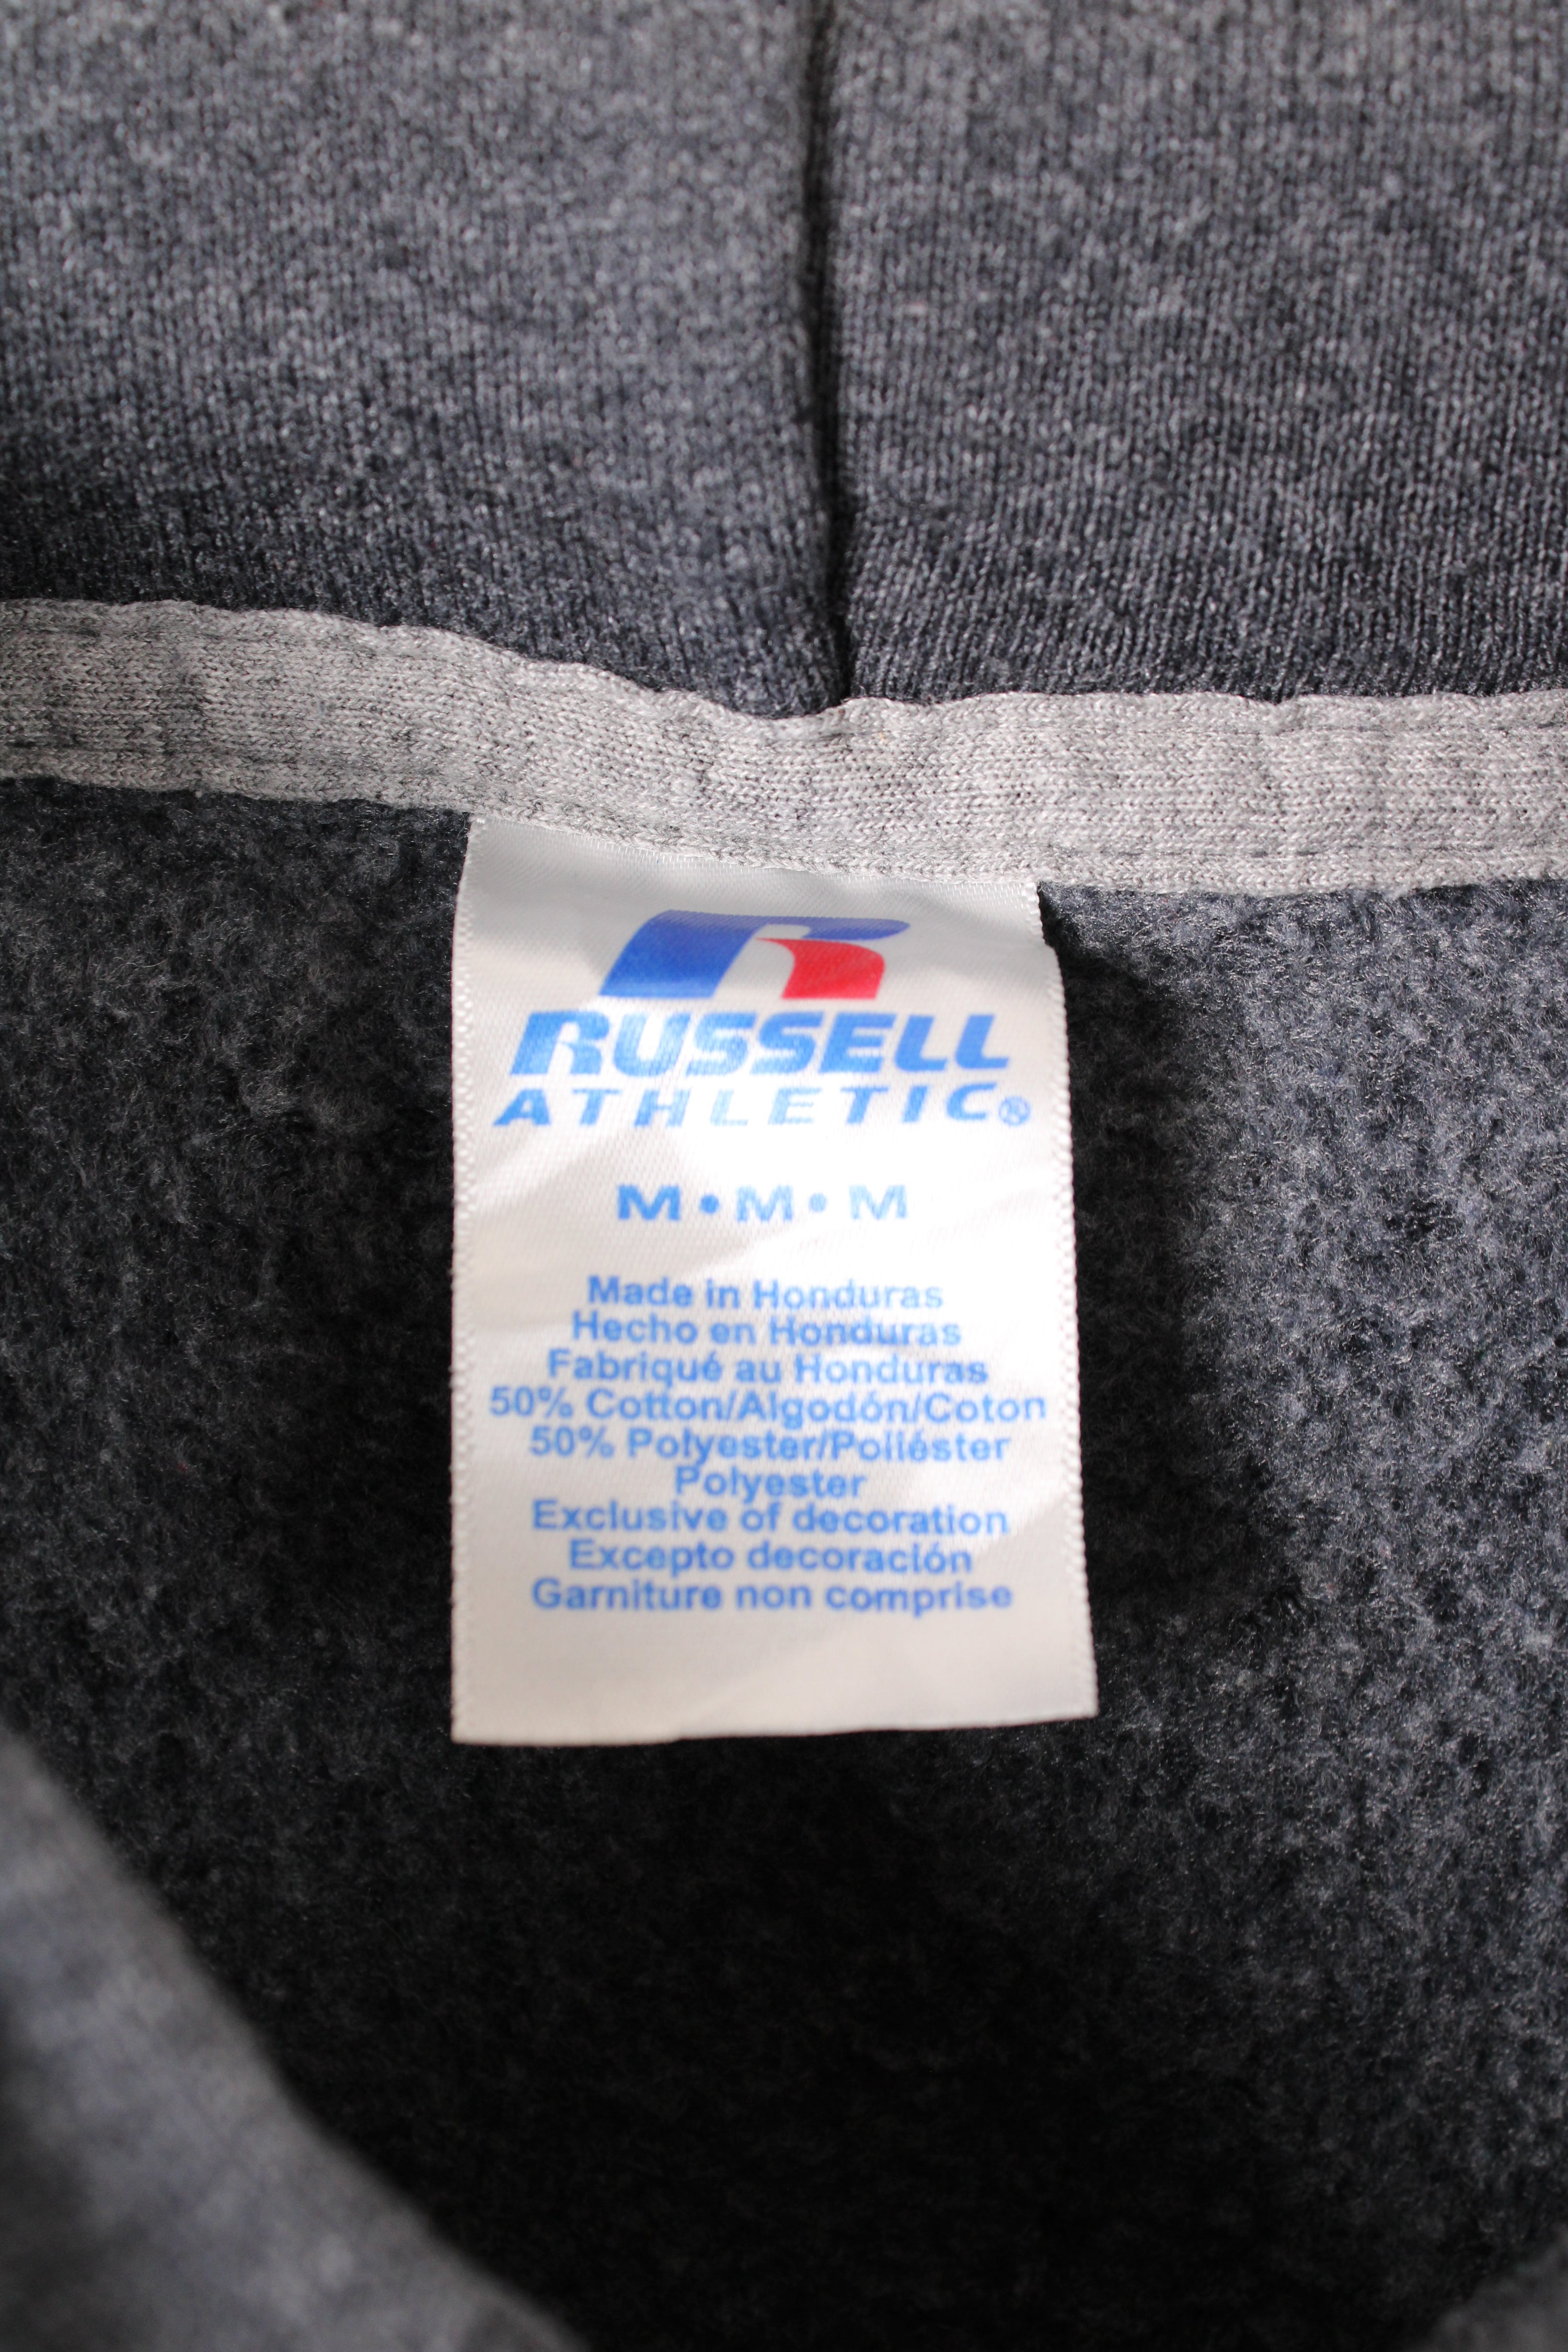 R
RUSSELL
ATHLETIC®
M • M • M
Made in Honduras
Hecho en Honduras
Fabriqué au Honduras
50% Cotton/Algodón/Coton
50% Polyester/Poliéster
Polyester
Exclusive of decoration
Excepto decoración
Garniture non comprise